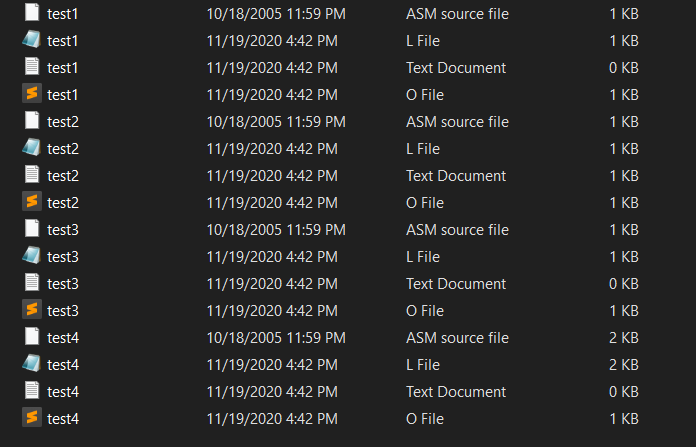 test1 10/18/2005 11:59 PM ASM source file 1 KB
test1 11/19/2020 4:42 PM L File 1 KB
test1 11/19/2020 4:42 PM Text Document 0 KB
test1 11/19/2020 4:42 PM O File 1 KB
test2 10/18/2005 11:59 PM ASM source file 1 KB
test2 11/19/2020 4:42 PM L File 1 KB
test2 11/19/2020 4:42 PM Text Document 0 KB
test2 11/19/2020 4:42 PM O File 1 KB
test3 10/18/2005 11:59 PM ASM source file 1 KB
test3 11/19/2020 4:42 PM L File 1 KB
test3 11/19/2020 4:42 PM Text Document 0 KB
test3 11/19/2020 4:42 PM O File 1 KB
test4 10/18/2005 11:59 PM ASM source file 2 KB
test4 11/19/2020 4:42 PM L File 2 KB
test4 11/19/2020 4:42 PM Text Document 0 KB
test4 11/19/2020 4:42 PM O File 1 KB